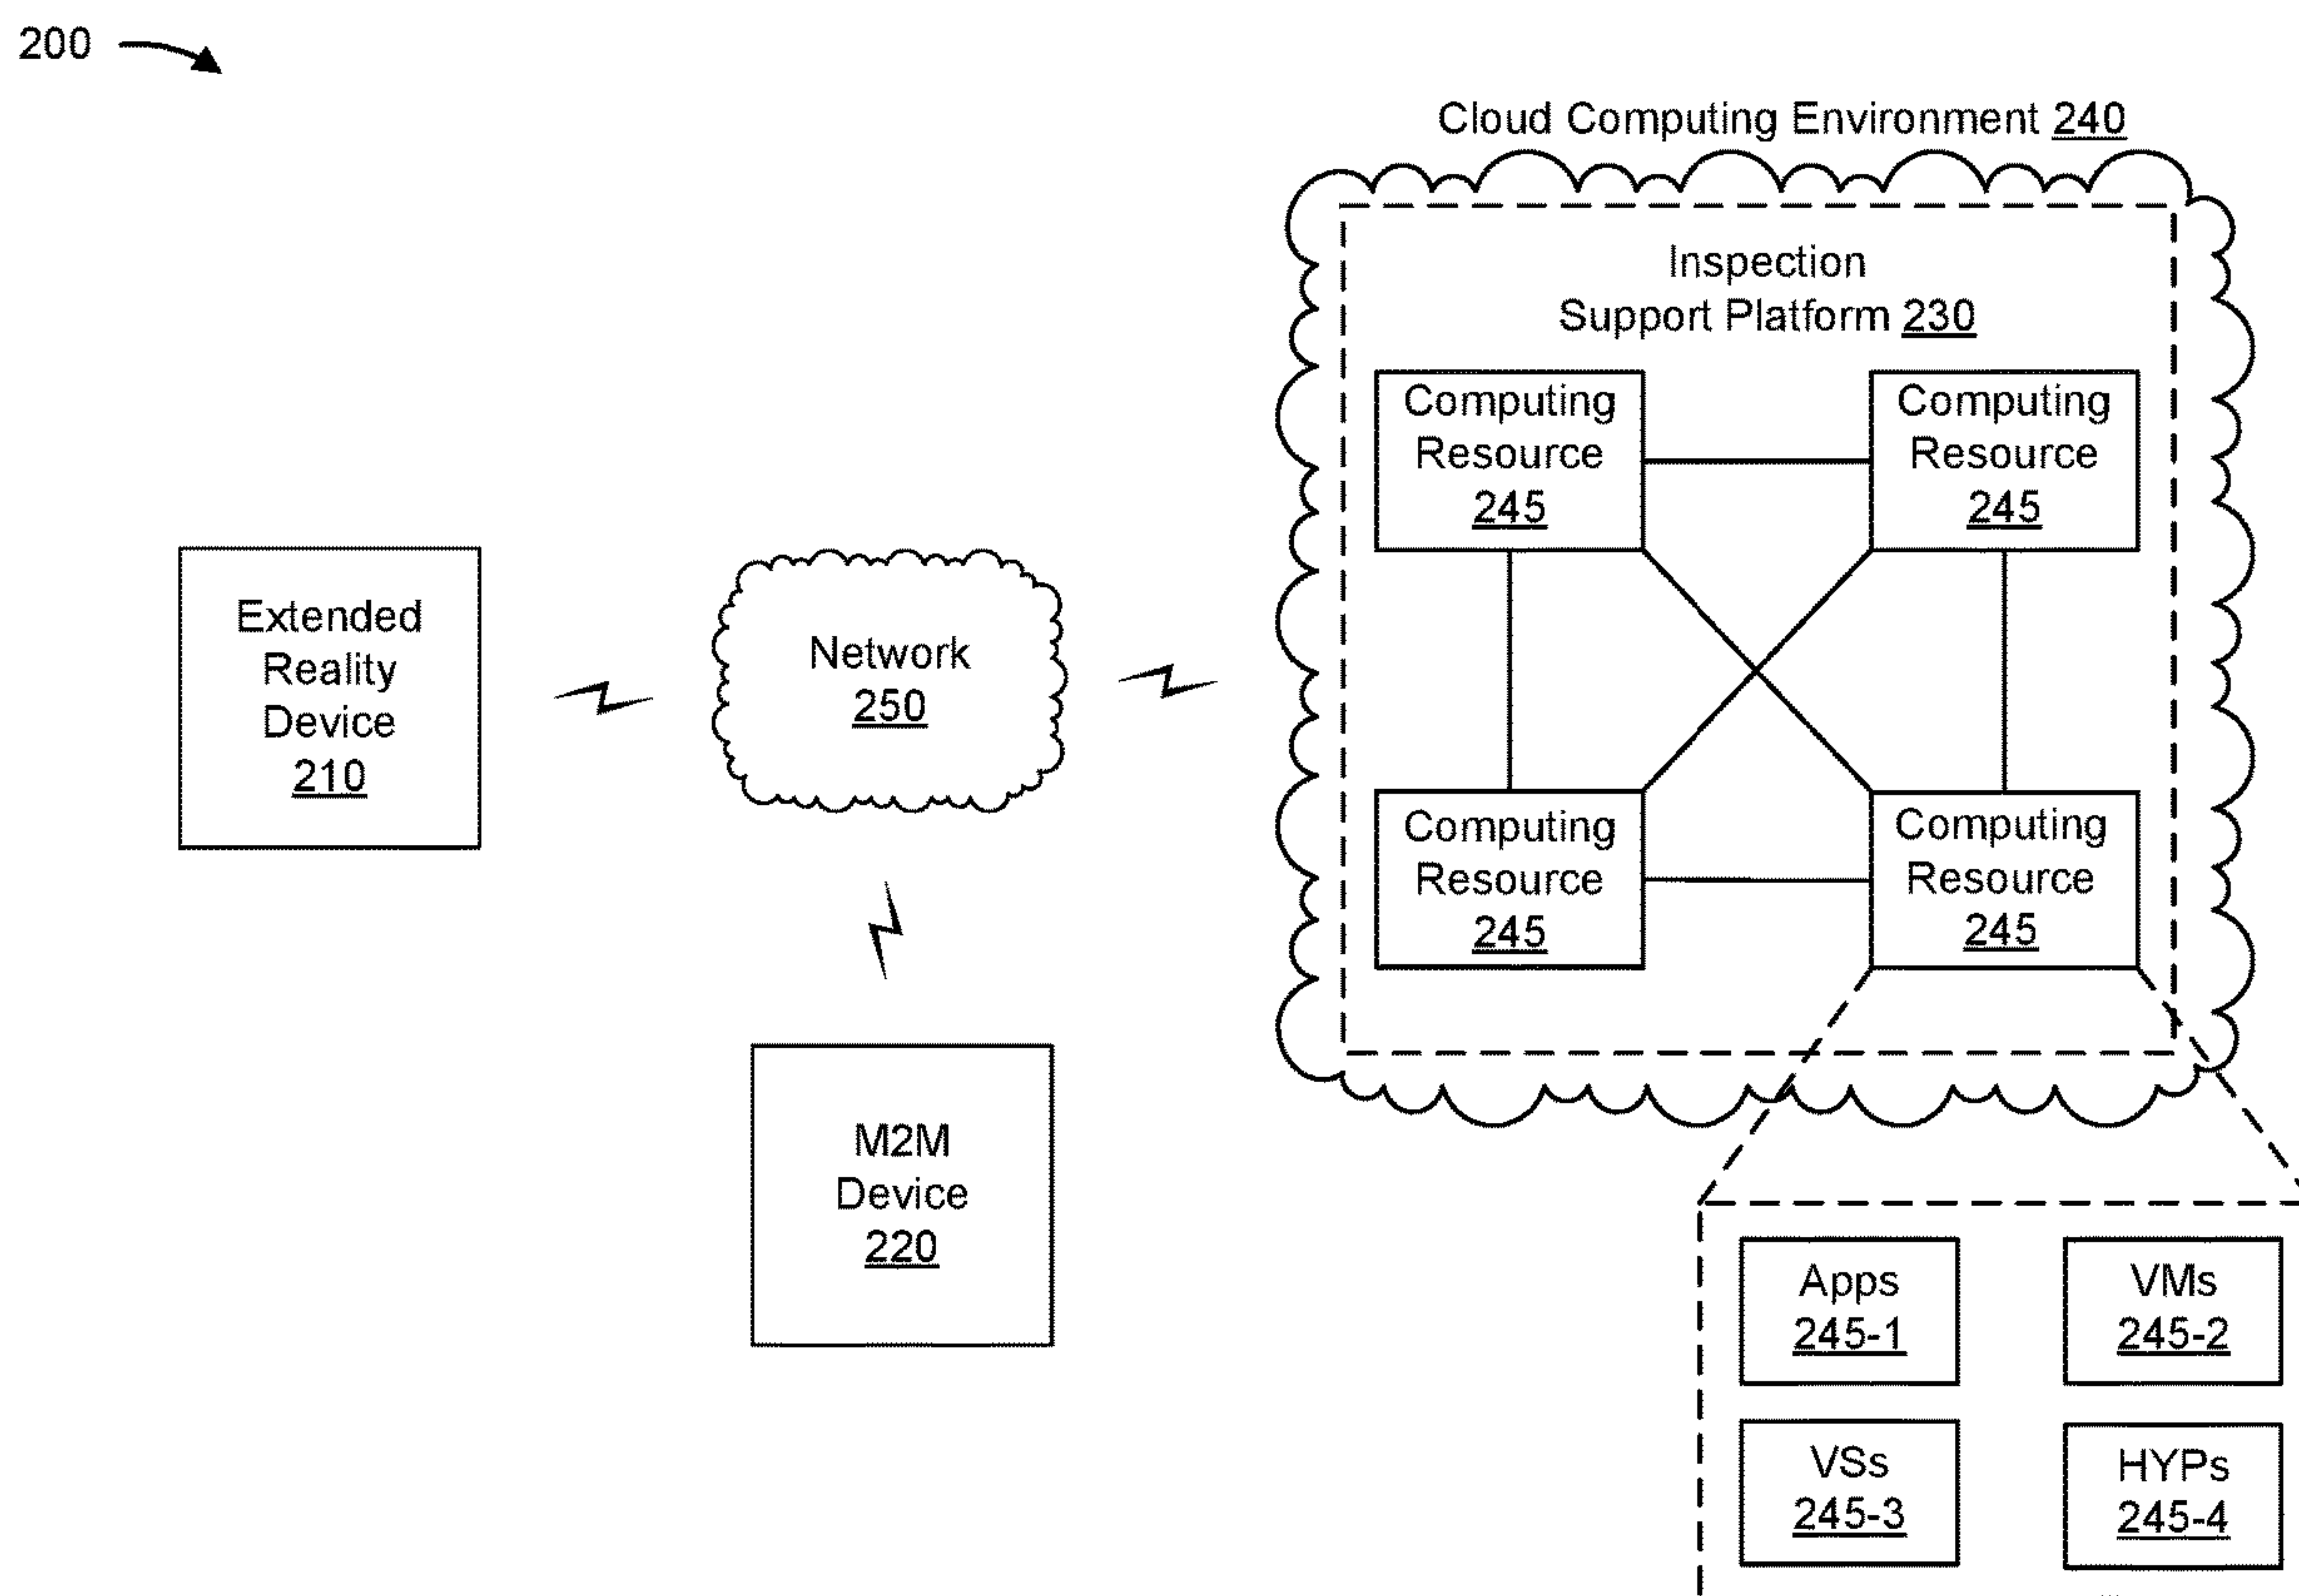 200
Cloud Computing Environment 240
Inspection
Support Platform 230
Computing
Resource
245
Computing
Resource
245
Extended
Reality
Device
210
Network
250
Computing
Resource
245
Computing
Resource
245
M2M
Device
220
Apps
245-1
VMs
245-2
VSs
245-3
HYPs
245-4